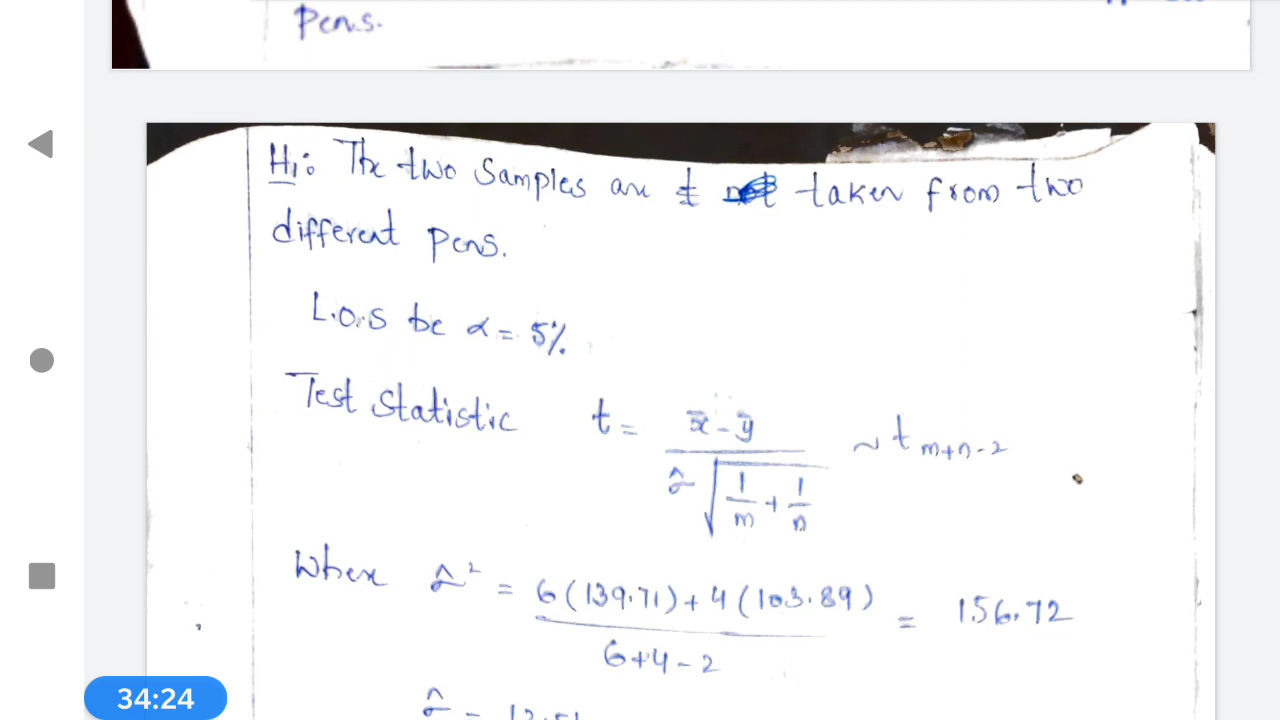 Pens.
H₁: The two Samples are taken from two
different Pens.
L.O.S be α = 5%
Test Statistic t = x̄ - ȳ / σ̂ √(1/m + 1/n) ~ t m+n-2
Where σ̂² = 6(139.71) + 4(103.89) / 6+4-2 = 156.72
34:24